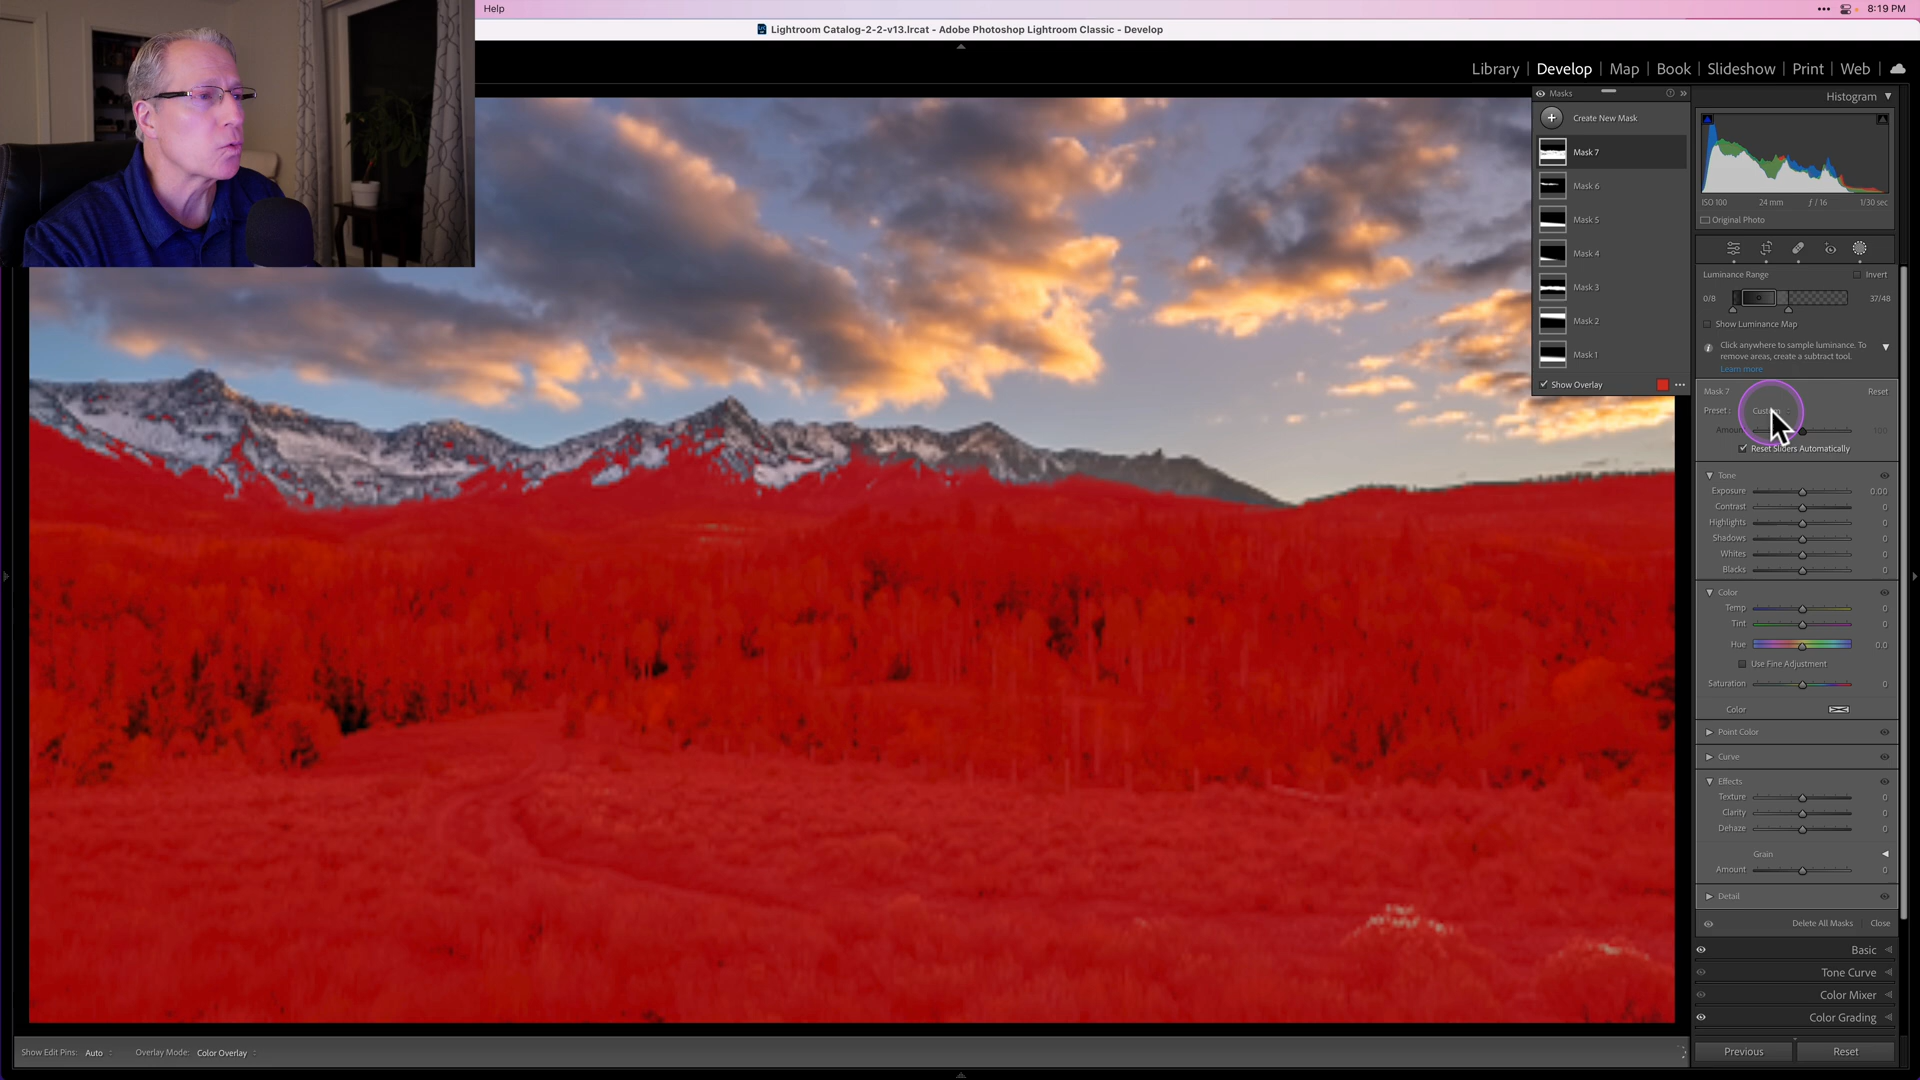 Help
8:19 PM
Lightroom Catalog-2-2-v13.lrcat - Adobe Photoshop Lightroom Classic - Develop
Library | Develop | Map | Book | Slideshow | Print | Web
Masks
Create New Mask
Mask 7
Mask 6
Mask 5
Mask 4
Mask 3
Mask 2
Mask 1
Show Overlay
Histogram
ISO 100 24 mm ƒ / 16 1/30 sec
Original Photo
Luminance Range Invert
0/8 37/48
Show Luminance Map
Click anywhere to sample luminance. To
remove areas, create a subtract tool.
Learn more
Mask 7 Reset
Preset :
100
Reset Sliders Automatically
Tone
Exposure 0.00
Contrast 0
Highlights 0
Shadows 0
Whites 0
Blacks 0
Color
Temp 0
Tint 0
Hue 0.0
Use Fine Adjustment
Saturation 0
Color
Point Color
Curve
Effects
Texture 0
Clarity 0
Dehaze 0
Grain
Amount 0
Detail
Delete All Masks Close
Basic
Tone Curve
Color Mixer
Color Grading
Previous Reset
Show Edit Pins: Auto Overlay Mode: Color Overlay